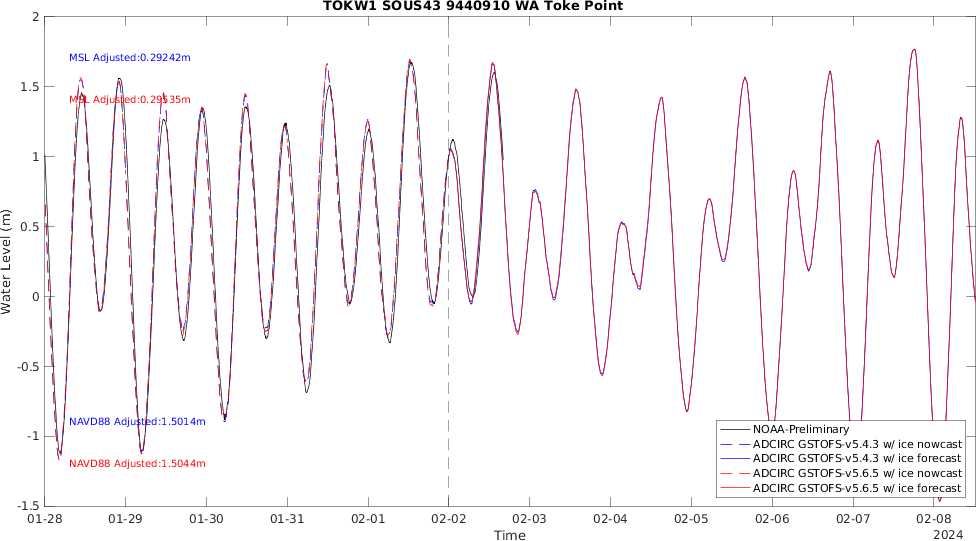 TOKW1 SOUS43 9440910 WA Toke Point
2
MSL Adjusted:0.29242m
1.5
MSL Adjusted:0.29535m
1
0.5
Water Level (m)
0
-0.5
NAVD88 Adjusted:1.5014m
-1
NAVD88 Adjusted:1.5044m
-1.5
NOAA-Preliminary
ADCIRC GSTOFS-v5.4.3 w/ ice nowcast
ADCIRC GSTOFS-v5.4.3 w/ ice forecast
ADCIRC GSTOFS-v5.6.5 w/ ice nowcast
ADCIRC GSTOFS-v5.6.5 w/ ice forecast
01-28 01-29 01-30 01-31 02-01 02-02 02-03 02-04 02-05 02-06 02-07 02-08
Time
2024